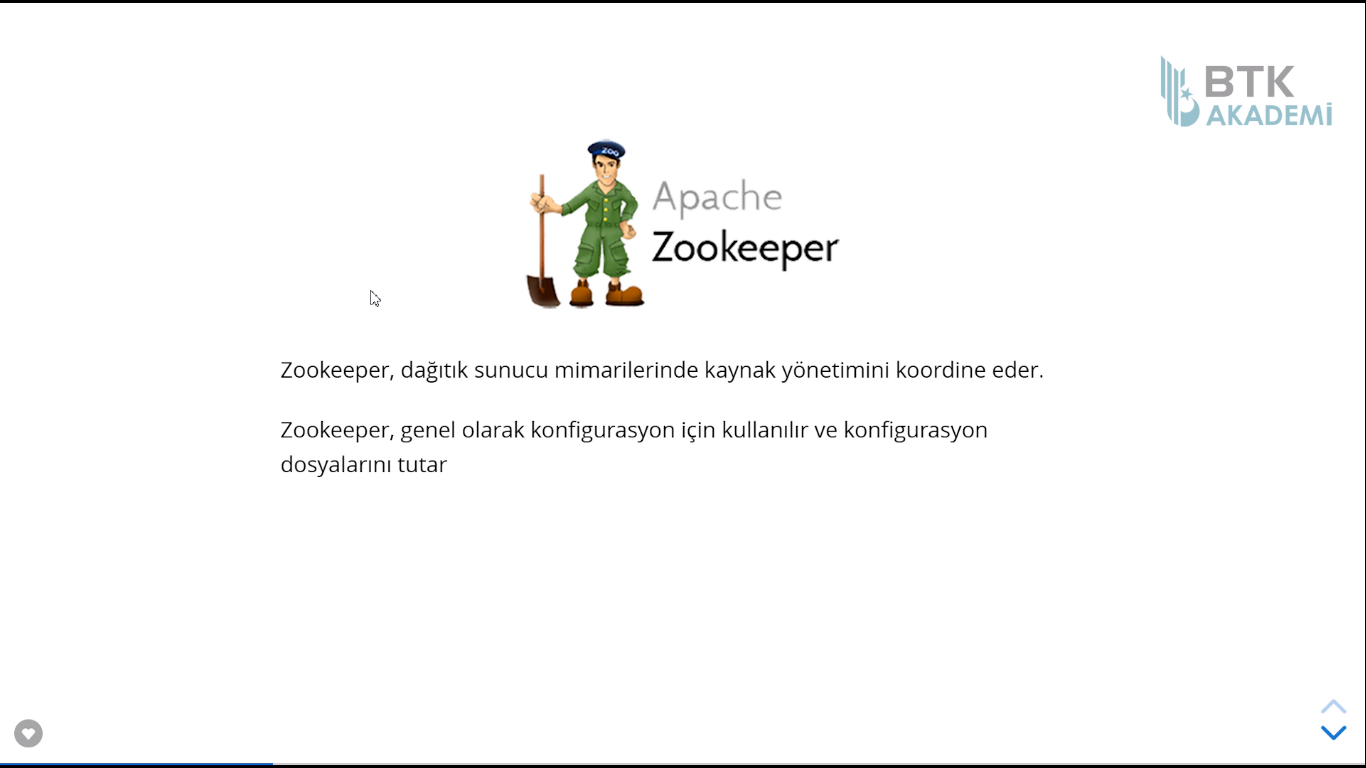 BTK
AKADEMİ
ZOO
Apache
Zookeeper
Zookeeper, dağıtık sunucu mimarilerinde kaynak yönetimini koordine eder.
Zookeeper, genel olarak konfigurasyon için kullanılır ve konfigurasyon
dosyalarını tutar